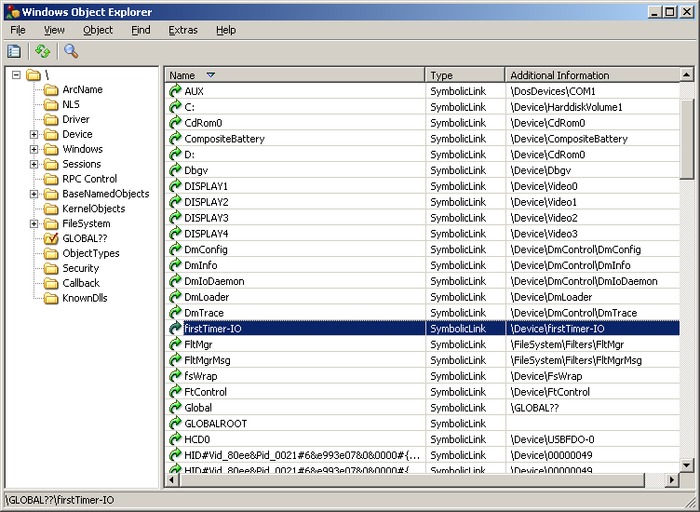 Windows Object Explorer
File View Object Find Extras Help
\
ArcName
NLS
Driver
Device
Windows
Sessions
RPC Control
BaseNamedObjects
KernelObjects
FileSystem
GLOBAL??
ObjectTypes
Security
Callback
KnownDlls
Name Type Additional Information
AUX SymbolicLink \DosDevices\COM1
C: SymbolicLink \Device\HarddiskVolume1
CdRom0 SymbolicLink \Device\CdRom0
CompositeBattery SymbolicLink \Device\CompositeBattery
D: SymbolicLink \Device\CdRom0
Dbgv SymbolicLink \Device\Dbgv
DISPLAY1 SymbolicLink \Device\Video0
DISPLAY2 SymbolicLink \Device\Video1
DISPLAY3 SymbolicLink \Device\Video2
DISPLAY4 SymbolicLink \Device\Video3
DmConfig SymbolicLink \Device\DmControl\DmConfig
DmInfo SymbolicLink \Device\DmControl\DmInfo
DmIoDaemon SymbolicLink \Device\DmControl\DmIoDaemon
DmLoader SymbolicLink \Device\DmLoader
DmTrace SymbolicLink \Device\DmControl\DmTrace
firstTimer-IO SymbolicLink \Device\firstTimer-IO
FltMgr SymbolicLink \FileSystem\Filters\FltMgr
FltMgrMsg SymbolicLink \FileSystem\Filters\FltMgrMsg
fsWrap SymbolicLink \Device\FsWrap
FtControl SymbolicLink \Device\FtControl
Global SymbolicLink \GLOBAL??
GLOBALROOT SymbolicLink
HCD0 SymbolicLink \Device\USBFDO-0
HID#Vid_80ee&Pid_0021#6&e993e07&0&0000#{... SymbolicLink \Device\00000049
HID#Vid_80ee&Pid_0021#6&e993e07&0&0000#{... SymbolicLink \Device\00000049
\GLOBAL??\firstTimer-IO